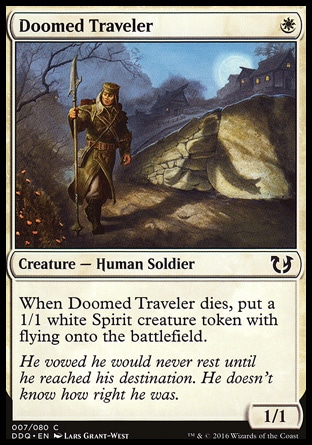 Doomed Traveler
Creature — Human Soldier
When Doomed Traveler dies, put a
1/1 white Spirit creature token with
flying onto the battlefield.
He vowed he would never rest until
he reached his destination. He doesn't
know how right he was.
1/1
007/080 C
DDQ • EN Lars Grant-West
™ & © 2016 Wizards of the Coast